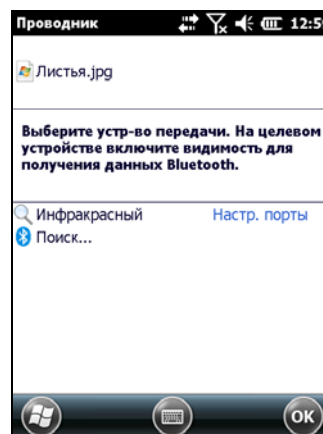 Проводник 12:5
Листья.jpg
Выберите устр-во передачи. На целевом
устройстве включите видимость для
получения данных Bluetooth.
Инфракрасный Настр. порты
Поиск...
OK